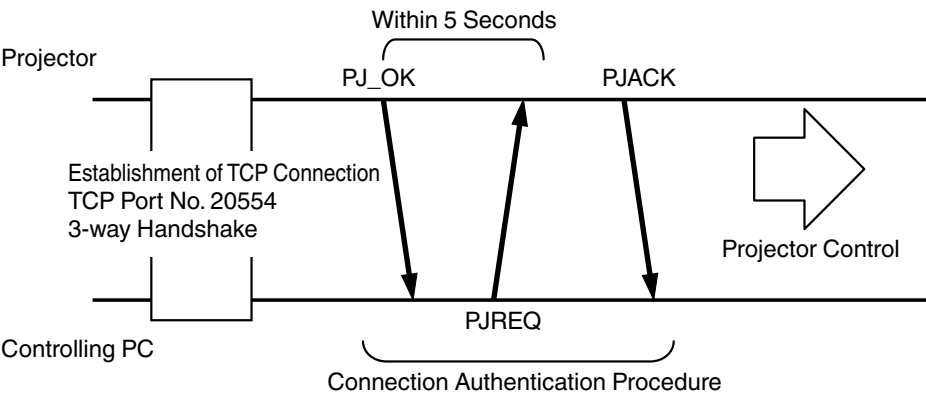 Within 5 Seconds
Projector
PJ_OK
PJACK
Establishment of TCP Connection
TCP Port No. 20554
3-way Handshake
Projector Control
PJREQ
Controlling PC
Connection Authentication Procedure